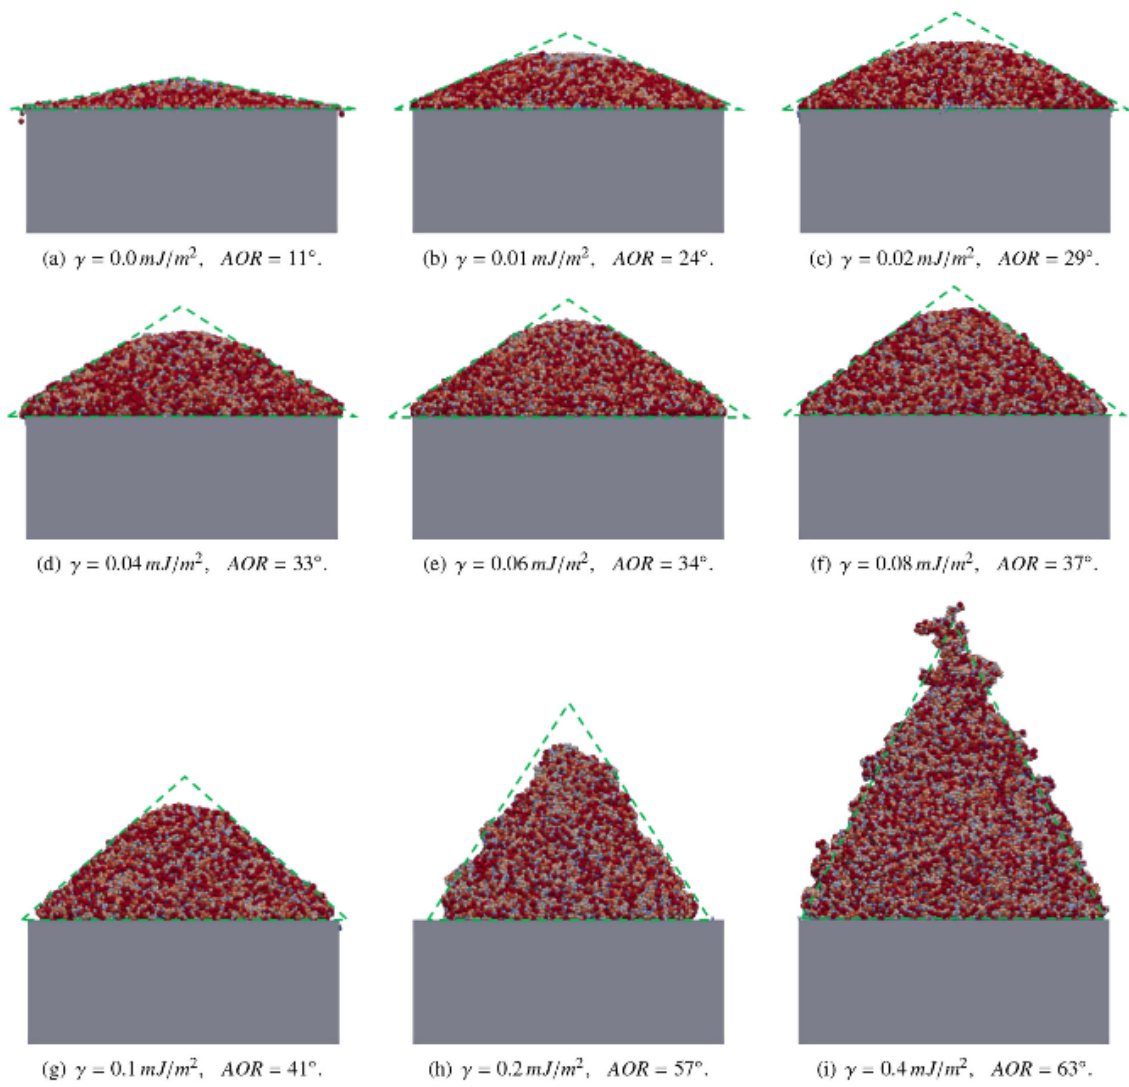 (a) γ = 0.0 mJ/m², AOR = 11°.
(b) γ = 0.01 mJ/m², AOR = 24°.
(c) γ = 0.02 mJ/m², AOR = 29°.
(d) γ = 0.04 mJ/m², AOR = 33°.
(e) γ = 0.06 mJ/m², AOR = 34°.
(f) γ = 0.08 mJ/m², AOR = 37°.
(g) γ = 0.1 mJ/m², AOR = 41°.
(h) γ = 0.2 mJ/m², AOR = 57°.
(i) γ = 0.4 mJ/m², AOR = 63°.